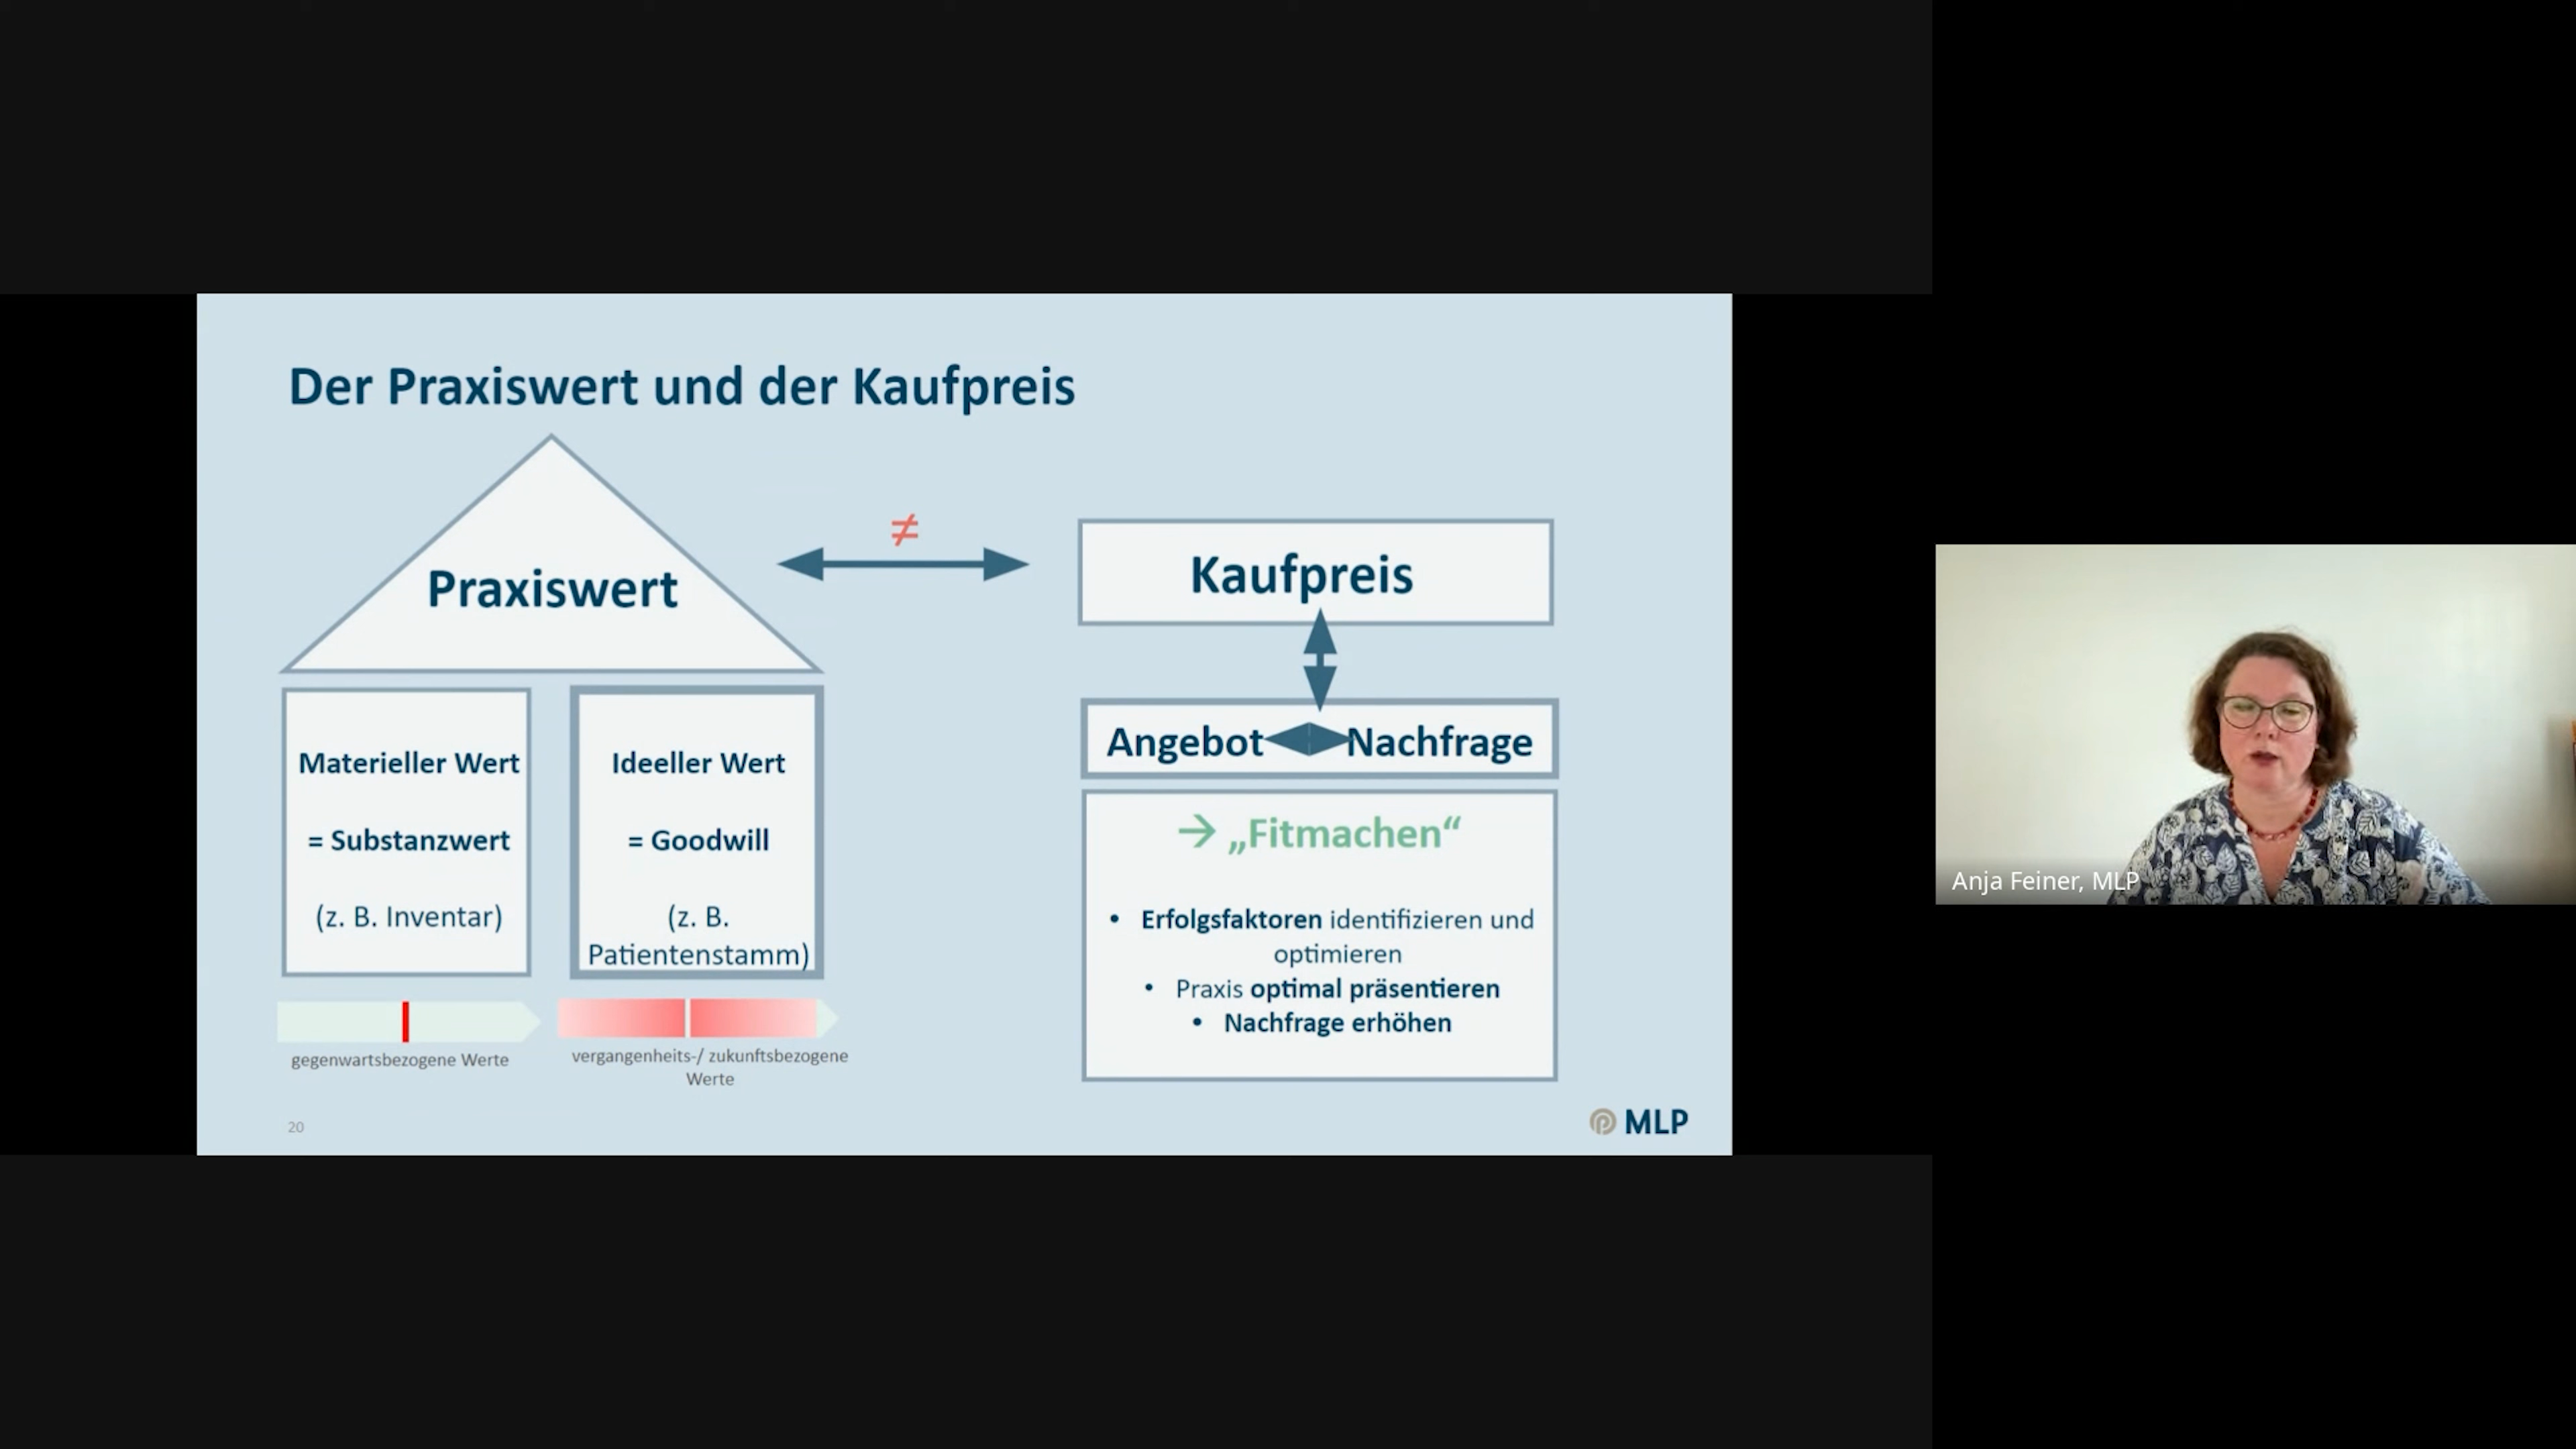 Der Praxiswert und der Kaufpreis
Praxiswert
≠
Kaufpreis
Materieller Wert
= Substanzwert
(z. B. Inventar)
Ideeller Wert
= Goodwill
(z. B.
Patientenstamm)
gegenwartsbezogene Werte
vergangenheits-/ zukunftsbezogene
Werte
Angebot Nachfrage
→ „Fitmachen“
• Erfolgsfaktoren identifizieren und
optimieren
• Praxis optimal präsentieren
• Nachfrage erhöhen
20
MLP
Anja Feiner, MLP